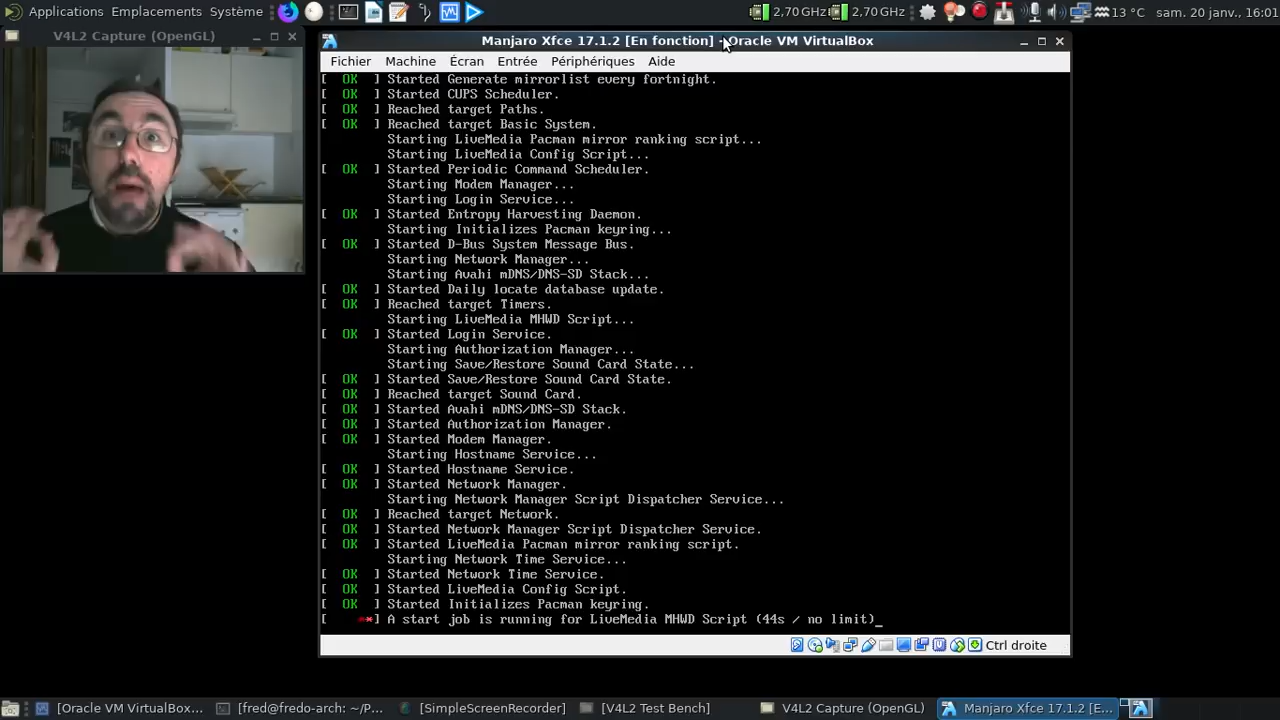 Applications Emplacements Système
2,70 GHz 2,70 GHz 13 °C sam. 20 janv., 16:01
V4L2 Capture (OpenGL)
Manjaro Xfce 17.1.2 [En fonction] - Oracle VM VirtualBox
Fichier Machine Écran Entrée Périphériques Aide
[ OK ] Started Generate mirrorlist every fortnight.
[ OK ] Started CUPS Scheduler.
[ OK ] Reached target Paths.
[ OK ] Reached target Basic System.
Starting LiveMedia Pacman mirror ranking script...
Starting LiveMedia Config Script...
[ OK ] Started Periodic Command Scheduler.
Starting Modem Manager...
Starting Login Service...
[ OK ] Started Entropy Harvesting Daemon.
Starting Initializes Pacman keyring...
[ OK ] Started D-Bus System Message Bus.
Starting Network Manager...
Starting Avahi mDNS/DNS-SD Stack...
[ OK ] Started Daily locate database update.
[ OK ] Reached target Timers.
Starting LiveMedia MHWD Script...
[ OK ] Started Login Service.
Starting Authorization Manager...
Starting Save/Restore Sound Card State...
[ OK ] Started Save/Restore Sound Card State.
[ OK ] Reached target Sound Card.
[ OK ] Started Avahi mDNS/DNS-SD Stack.
[ OK ] Started Authorization Manager.
[ OK ] Started Modem Manager.
Starting Hostname Service...
[ OK ] Started Hostname Service.
[ OK ] Started Network Manager.
Starting Network Manager Script Dispatcher Service...
[ OK ] Reached target Network.
[ OK ] Started Network Manager Script Dispatcher Service.
[ OK ] Started LiveMedia Pacman mirror ranking script.
Starting Network Time Service...
[ OK ] Started Network Time Service.
[ OK ] Started LiveMedia Config Script.
[ OK ] Started Initializes Pacman keyring.
[ **] A start job is running for LiveMedia MHWD Script (44s / no limit)_
Ctrl droite
[Oracle VM VirtualBox... [fred@fredo-arch: ~/P... [SimpleScreenRecorder] [V4L2 Test Bench] V4L2 Capture (OpenGL) Manjaro Xfce 17.1.2 [E...